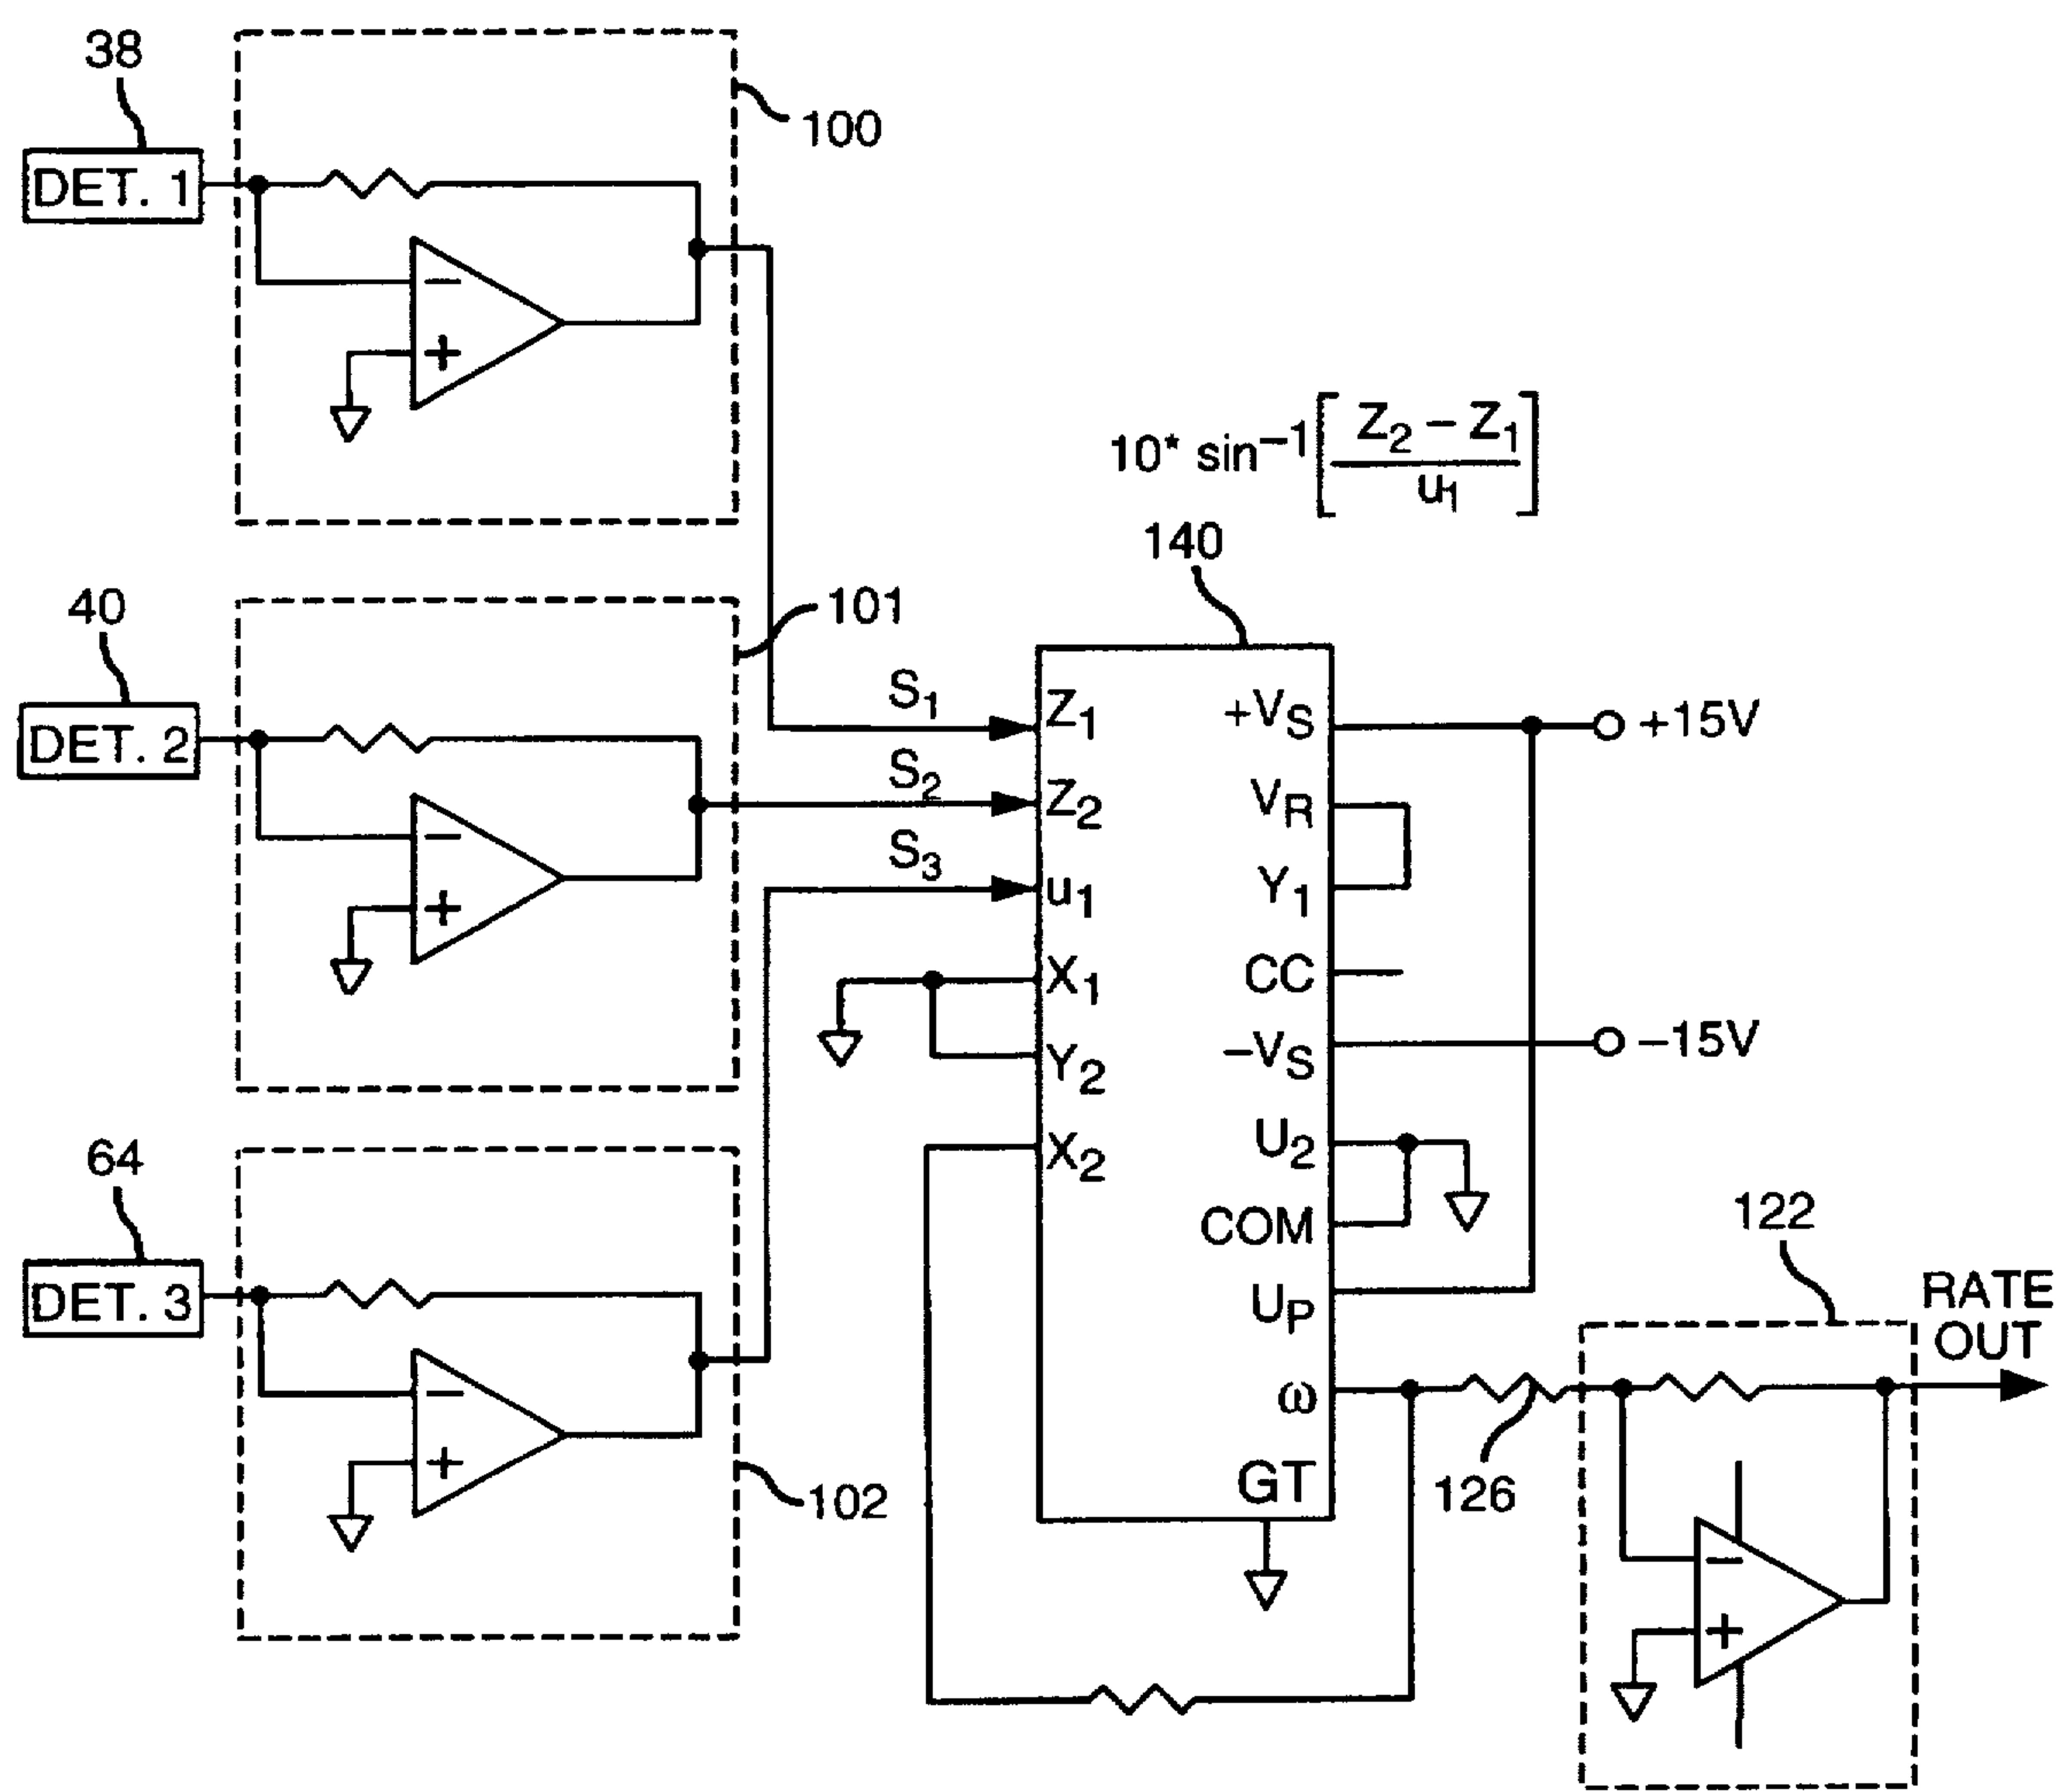 38
100
DET. 1
−
+
10* sin⁻¹[(Z₂ − Z₁)/u₁]
140
40
101
DET. 2
−
+
S₁
S₂
S₃
Z₁
Z₂
u₁
X₁
Y₂
X₂
+VS
VR
Y₁
CC
−VS
U₂
COM
UP
ω
GT
+15V
−15V
64
DET. 3
−
+
102
122
RATE
OUT
126
−
+